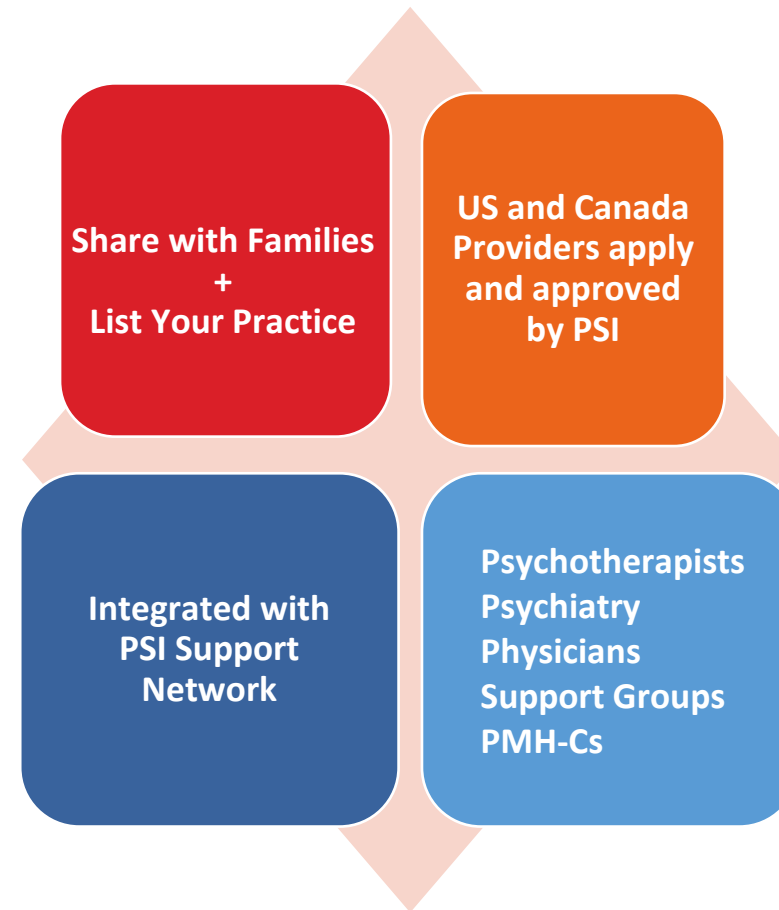 Share with Families
+
List Your Practice
US and Canada
Providers apply
and approved
by PSI
Integrated with
PSI Support
Network
Psychotherapists
Psychiatry
Physicians
Support Groups
PMH-Cs